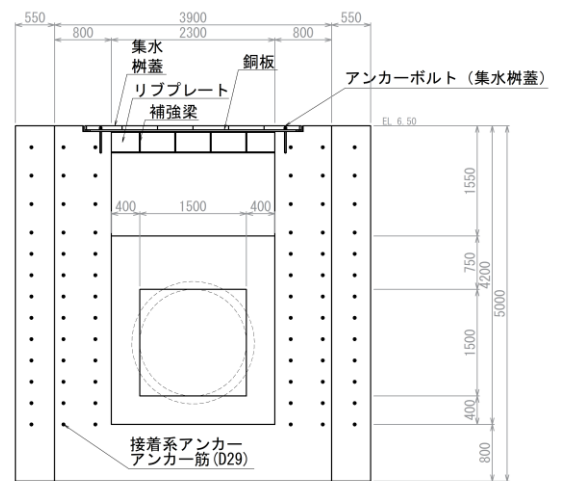 550
3900
550
800
2300
800
集水
桝蓋
銅板
リブプレート
アンカーボルト（集水桝蓋）
補強梁
EL 6.50
400
1500
400
1550
750
4200
5000
1500
400
800
接着系アンカー
アンカー筋(D29)